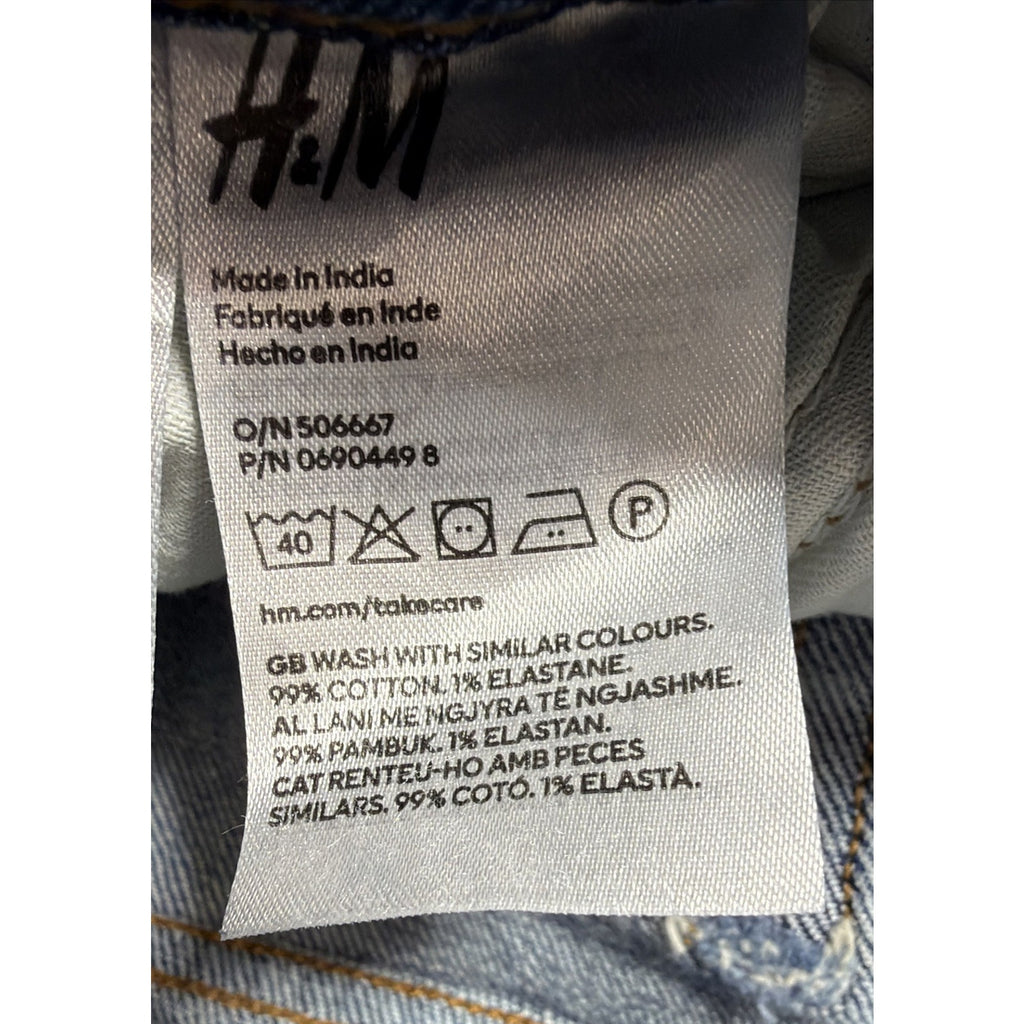 H&M
Made in India
Fabriqué en Inde
Hecho en India
O/N 506667
P/N 0690449 8
40 P
hm.com/takecare
GB WASH WITH SIMILAR COLOURS.
99% COTTON. 1% ELASTANE.
AL LANI ME NGJYRA TË NGJASHME.
99% PAMBUK. 1% ELASTAN.
CAT RENTEU-HO AMB PECES
SIMILARS. 99% COTÓ. 1% ELASTÀ.